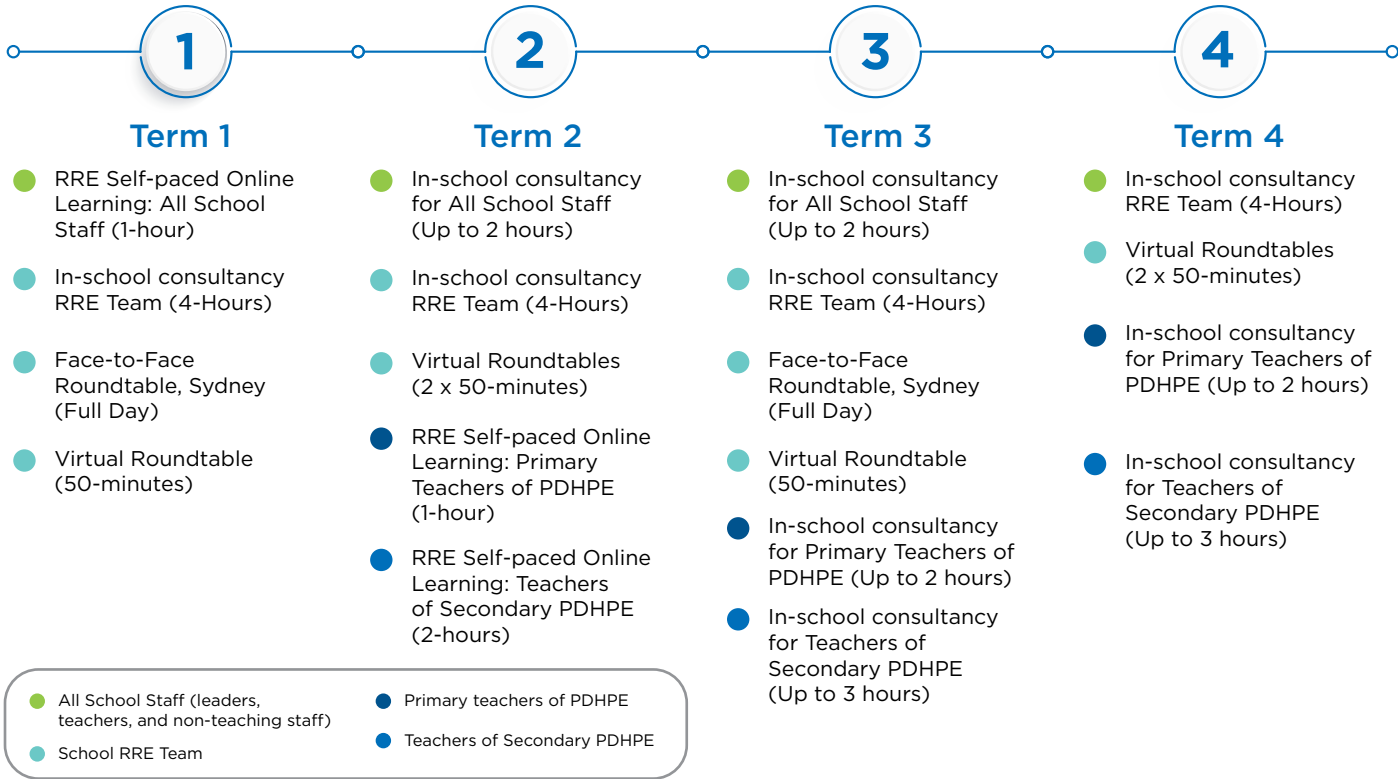 1
2
3
4
Term 1
RRE Self-paced Online
Learning: All School
Staff (1-hour)
In-school consultancy
RRE Team (4-Hours)
Face-to-Face
Roundtable, Sydney
(Full Day)
Virtual Roundtable
(50-minutes)
Term 2
In-school consultancy
for All School Staff
(Up to 2 hours)
In-school consultancy
RRE Team (4-Hours)
Virtual Roundtables
(2 x 50-minutes)
RRE Self-paced Online
Learning: Primary
Teachers of PDHPE
(1-hour)
RRE Self-paced Online
Learning: Teachers
of Secondary PDHPE
(2-hours)
Term 3
In-school consultancy
for All School Staff
(Up to 2 hours)
In-school consultancy
RRE Team (4-Hours)
Face-to-Face
Roundtable, Sydney
(Full Day)
Virtual Roundtable
(50-minutes)
In-school consultancy
for Primary Teachers of
PDHPE (Up to 2 hours)
In-school consultancy
for Teachers of
Secondary PDHPE
(Up to 3 hours)
Term 4
In-school consultancy
RRE Team (4-Hours)
Virtual Roundtables
(2 x 50-minutes)
In-school consultancy
for Primary Teachers of
PDHPE (Up to 2 hours)
In-school consultancy
for Teachers of
Secondary PDHPE
(Up to 3 hours)
All School Staff (leaders,
teachers, and non-teaching staff)
School RRE Team
Primary teachers of PDHPE
Teachers of Secondary PDHPE